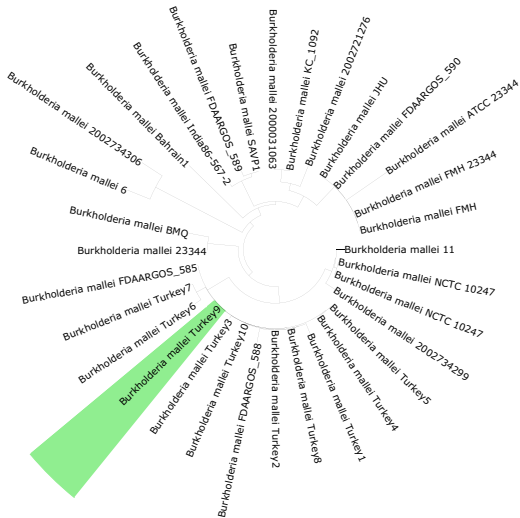 Burkholderia mallei 11
Burkholderia mallei FMH
Burkholderia mallei FMH 23344
Burkholderia mallei ATCC 23344
Burkholderia mallei FDAARGOS_590
Burkholderia mallei JHU
Burkholderia mallei 2002721276
Burkholderia mallei KC_1092
Burkholderia mallei 2000031063
Burkholderia mallei SAVP1
Burkholderia mallei FDAARGOS_589
Burkholderia mallei India86-567-2
Burkholderia mallei Bahrain1
Burkholderia mallei 2002734306
Burkholderia mallei 6
Burkholderia mallei BMQ
Burkholderia mallei 23344
Burkholderia mallei FDAARGOS_585
Burkholderia mallei Turkey7
Burkholderia mallei Turkey6
Burkholderia mallei Turkey9
Burkholderia mallei Turkey3
Burkholderia mallei Turkey10
Burkholderia mallei FDAARGOS_588
Burkholderia mallei Turkey2
Burkholderia mallei Turkey8
Burkholderia mallei Turkey1
Burkholderia mallei Turkey4
Burkholderia mallei Turkey5
Burkholderia mallei 2002734299
Burkholderia mallei NCTC 10247
Burkholderia mallei NCTC 10247